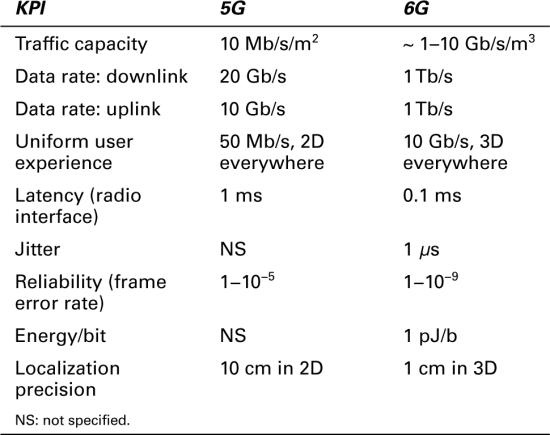 KPI 5G 6G
Traffic capacity 10 Mb/s/m² ~ 1–10 Gb/s/m³
Data rate: downlink 20 Gb/s 1 Tb/s
Data rate: uplink 10 Gb/s 1 Tb/s
Uniform user 50 Mb/s, 2D 10 Gb/s, 3D
experience everywhere everywhere
Latency (radio 1 ms 0.1 ms
interface)
Jitter NS 1 µs
Reliability (frame 1–10⁻⁵ 1–10⁻⁹
error rate)
Energy/bit NS 1 pJ/b
Localization 10 cm in 2D 1 cm in 3D
precision
NS: not specified.